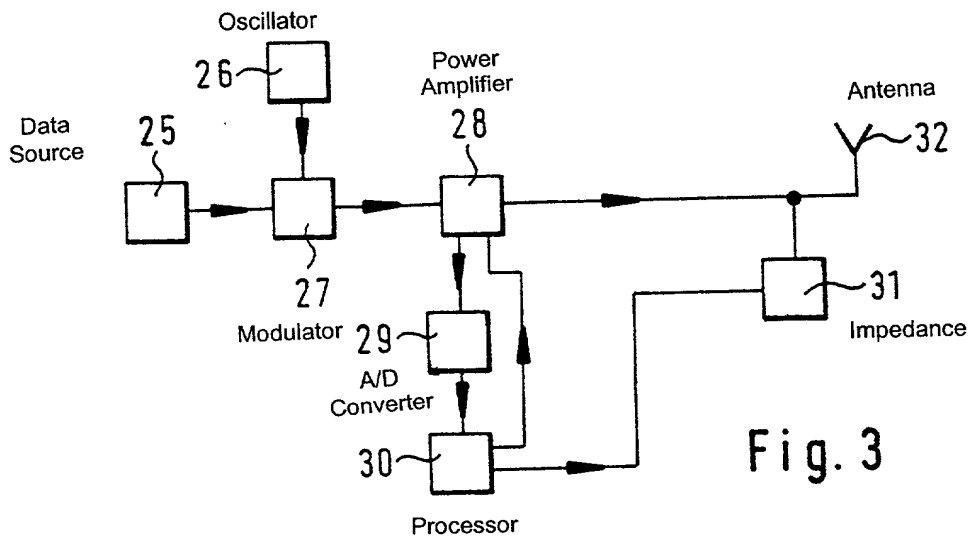 Oscillator
26
Power
Amplifier
28
Antenna
32
Data
Source
25
27
Modulator
29
A/D
Converter
31
Impedance
30
Processor
Fig. 3